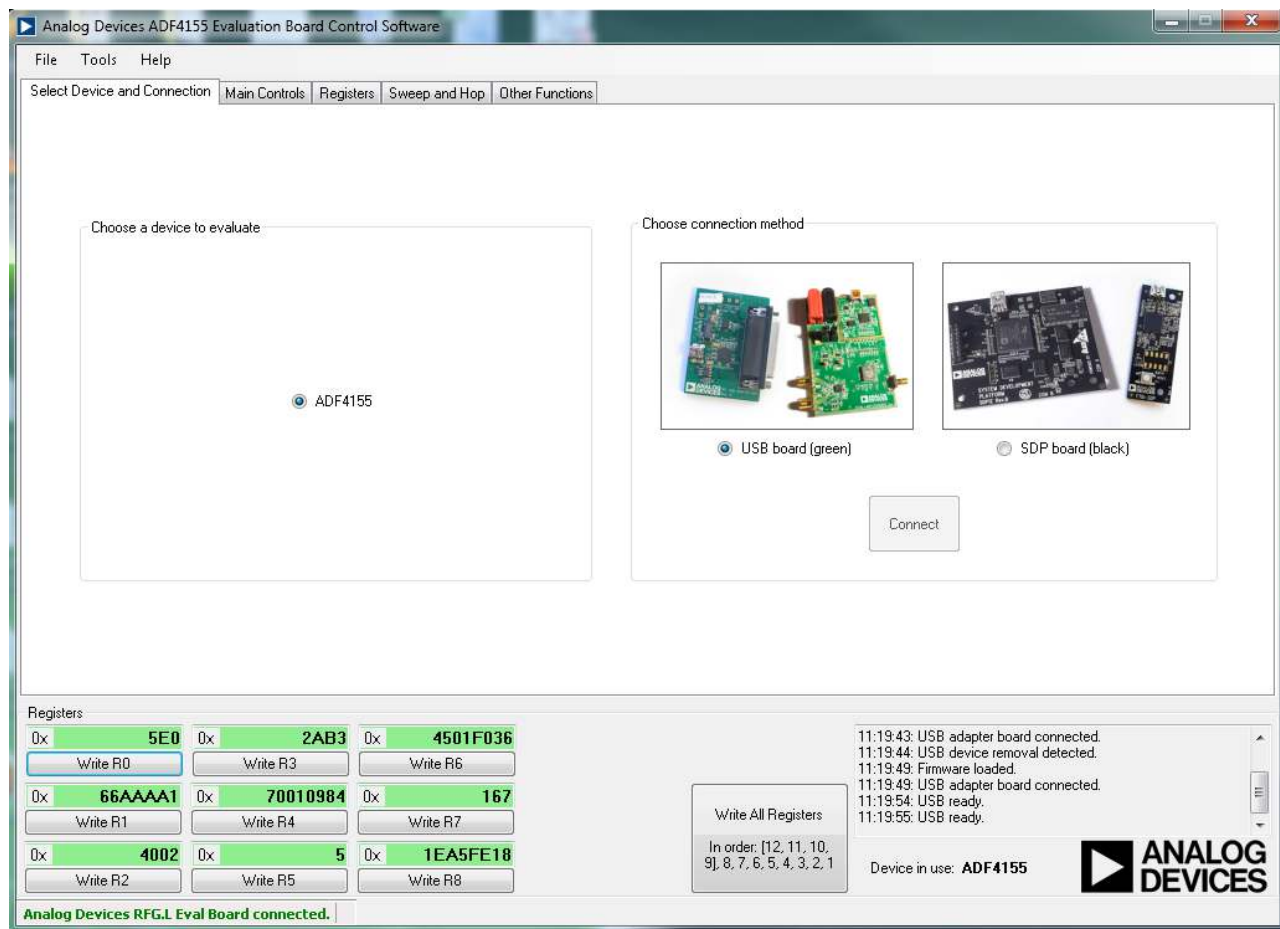 Analog Devices ADF4155 Evaluation Board Control Software
File Tools Help
Select Device and Connection Main Controls Registers Sweep and Hop Other Functions
Choose a device to evaluate
ADF4155
Choose connection method
ANALOG DEVICES
SYSTEM DEVELOPMENT
PLATFORM
USB board (green) SDP board (black)
Connect
Registers
0x 5E0 0x 2AB3 0x 4501F036
Write R0 Write R3 Write R6
0x 66AAAA1 0x 70010984 0x 167
Write R1 Write R4 Write R7
0x 4002 0x 5 0x 1EA5FE18
Write R2 Write R5 Write R8
Write All Registers
In order: [12, 11, 10,
9], 8, 7, 6, 5, 4, 3, 2, 1
11:19:43: USB adapter board connected.
11:19:44: USB device removal detected.
11:19:49: Firmware loaded.
11:19:49: USB adapter board connected.
11:19:54: USB ready.
11:19:55: USB ready.
Device in use: ADF4155
ANALOG
DEVICES
Analog Devices RFG.L Eval Board connected.